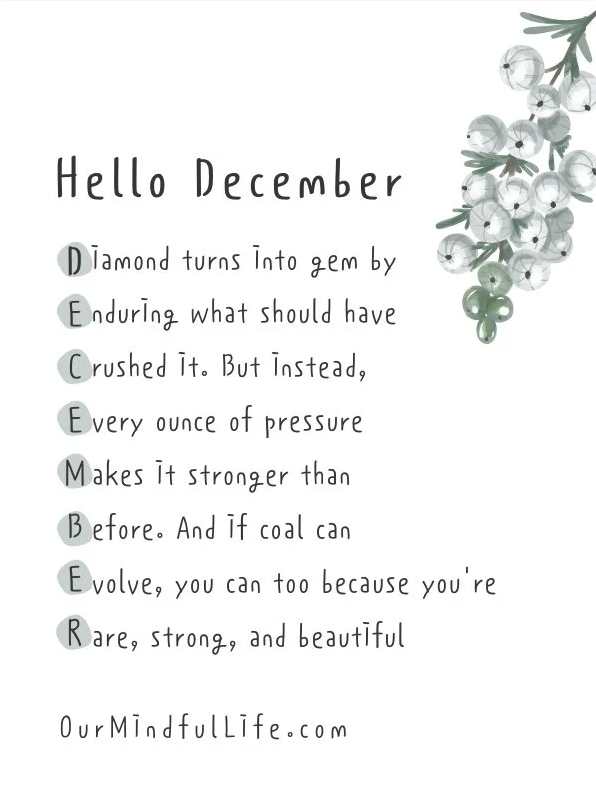 Hello December
Diamond turns into gem by
Enduring what should have
Crushed it. But instead,
Every ounce of pressure
Makes it stronger than
Before. And if coal can
Evolve, you can too because you're
Rare, strong, and beautiful
OurMindfulLife.com